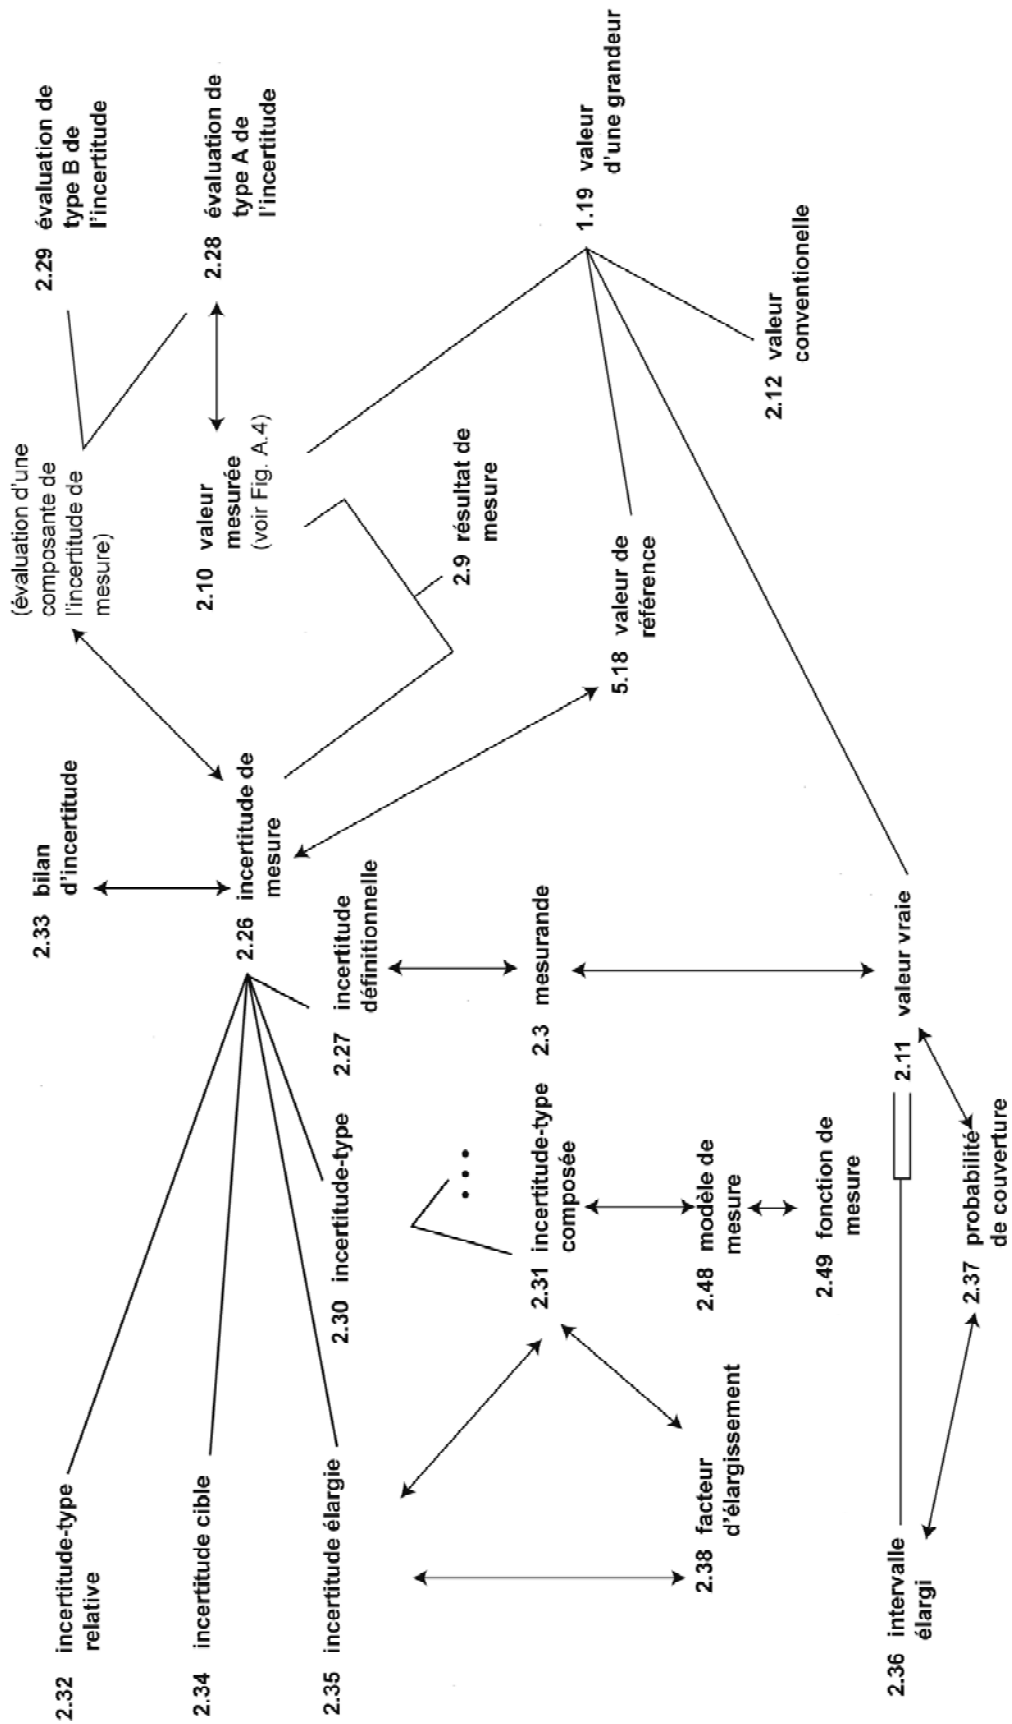 2.33 bilan
d'incertitude
(évaluation d'une
composante de
l'incertitude de
mesure)
2.29 évaluation de
type B de
l'incertitude
2.32 incertitude-type
relative
2.34 incertitude cible
2.35 incertitude élargie
2.26 incertitude de
mesure
2.10 valeur
mesurée
(voir Fig. A.4)
2.28 évaluation de
type A de
l'incertitude
2.30 incertitude-type
2.27 incertitude
définitionnelle
2.9 résultat de
mesure
• • •
2.31 incertitude-type
composée
2.3 mesurande
5.18 valeur de
référence
1.19 valeur
d'une grandeur
2.38 facteur
d'élargissement
2.48 modèle de
mesure
2.12 valeur
conventionelle
2.49 fonction de
mesure
2.36 intervalle
élargi
2.11 valeur vraie
2.37 probabilité
de couverture